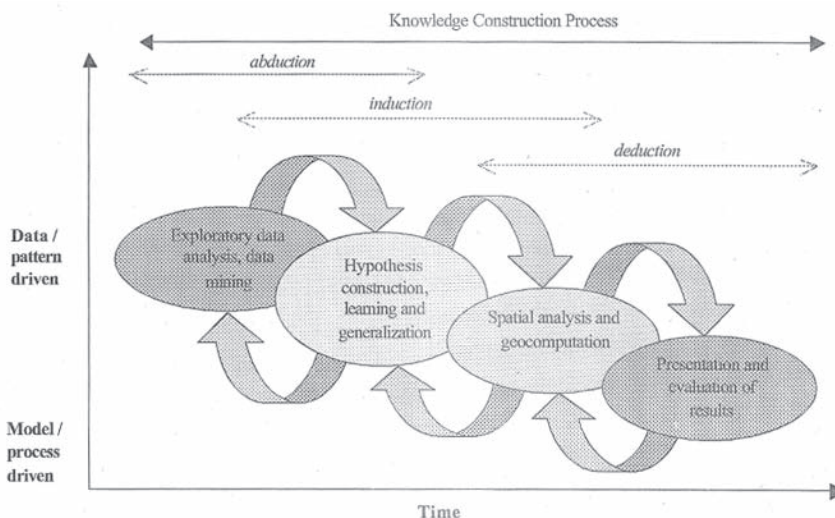 Knowledge Construction Process
abduction
induction
deduction
Data /
pattern
driven
Exploratory data
analysis, data
mining
Hypothesis
construction,
learning and
generalization
Spatial analysis and
geocomputation
Presentation and
evaluation of
results
Model /
process
driven
Time